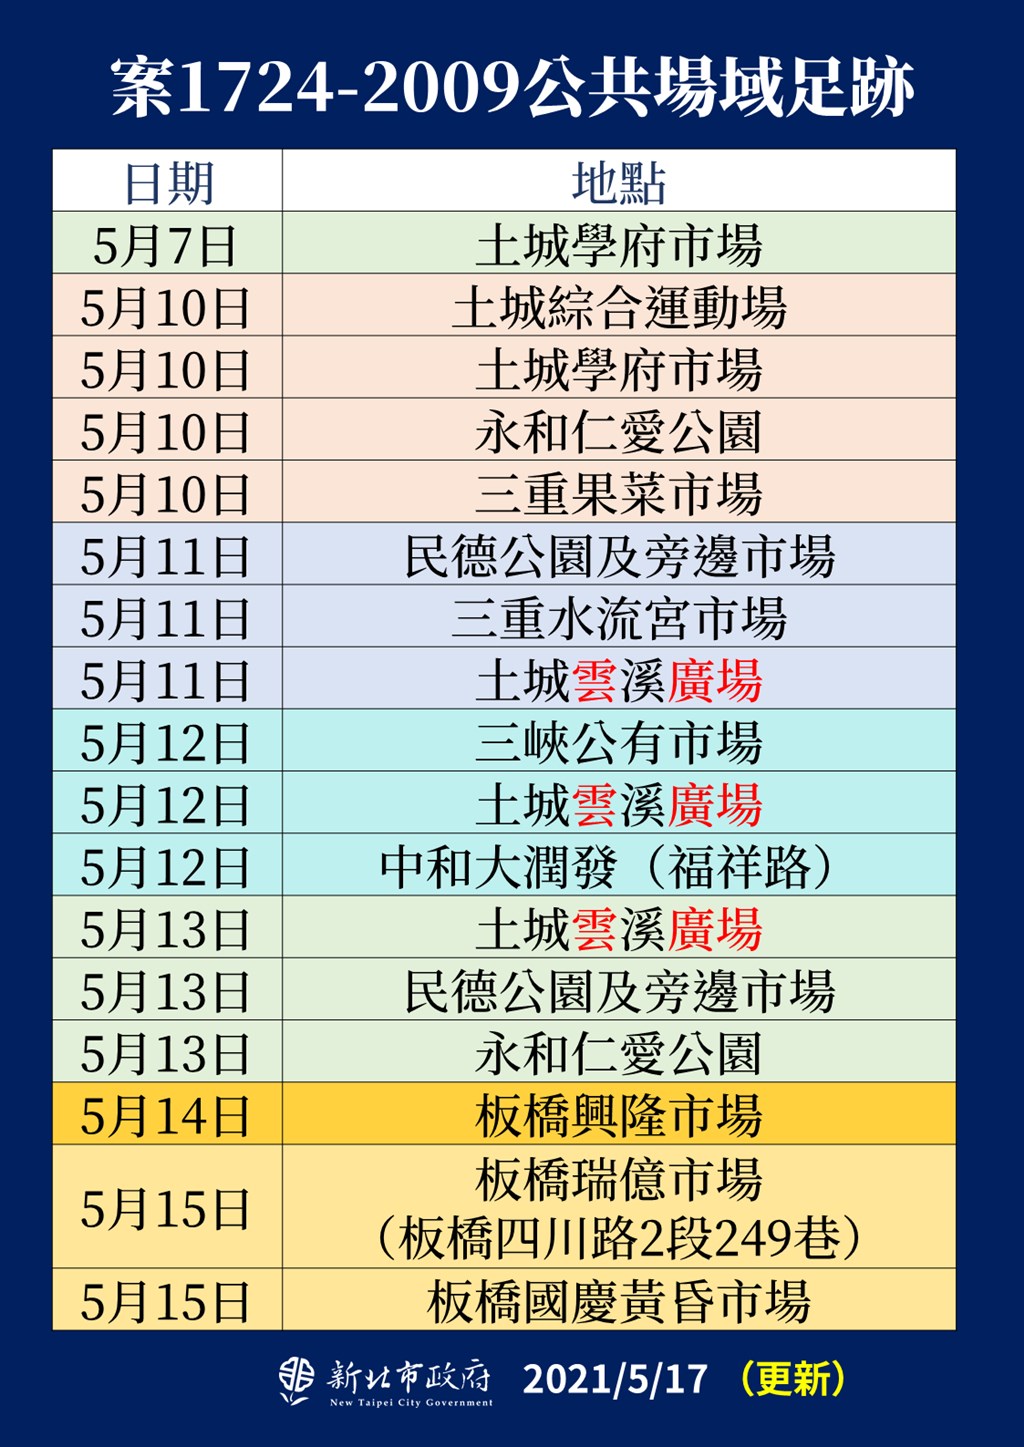 案1724-2009公共場域足跡
日期 地點
5月7日 土城學府市場
5月10日 土城綜合運動場
5月10日 土城學府市場
5月10日 永和仁愛公園
5月10日 三重果菜市場
5月11日 民德公園及旁邊市場
5月11日 三重水流宮市場
5月11日 土城雲溪廣場
5月12日 三峽公有市場
5月12日 土城雲溪廣場
5月12日 中和大潤發（福祥路）
5月13日 土城雲溪廣場
5月13日 民德公園及旁邊市場
5月13日 永和仁愛公園
5月14日 板橋興隆市場
5月15日 板橋瑞億市場
（板橋四川路2段249巷）
5月15日 板橋國慶黃昏市場
新北市政府 2021/5/17（更新）
New Taipei City Government